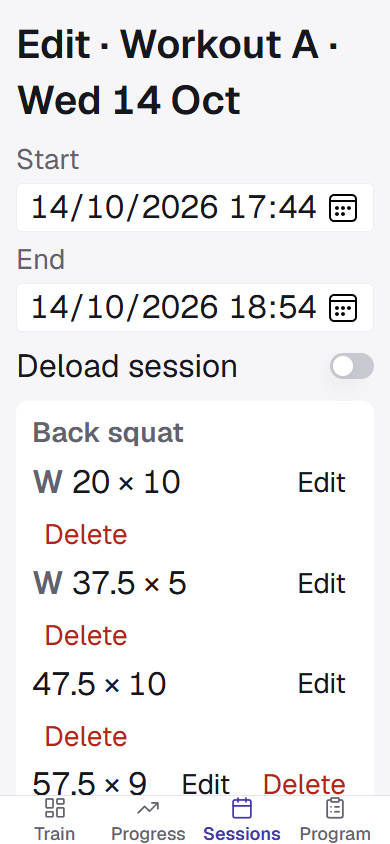 Edit · Workout A ·
Wed 14 Oct
Start
14/10/2026 17:44
End
14/10/2026 18:54
Deload session
Back squat
W 20 × 10 Edit
Delete
W 37.5 × 5 Edit
Delete
47.5 × 10 Edit
Delete
57.5 × 9 Edit Delete
Train Progress Sessions Program